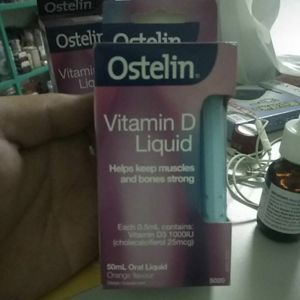 Ostelin
Vitamin D
Liquid
Helps keep muscles
and bones strong
Each 0.5mL contains:
Vitamin D3 1000IU
(cholecalciferol 25mcg)
50mL Oral Liquid
Orange flavour
Ostelin
Vitamin
Liquid